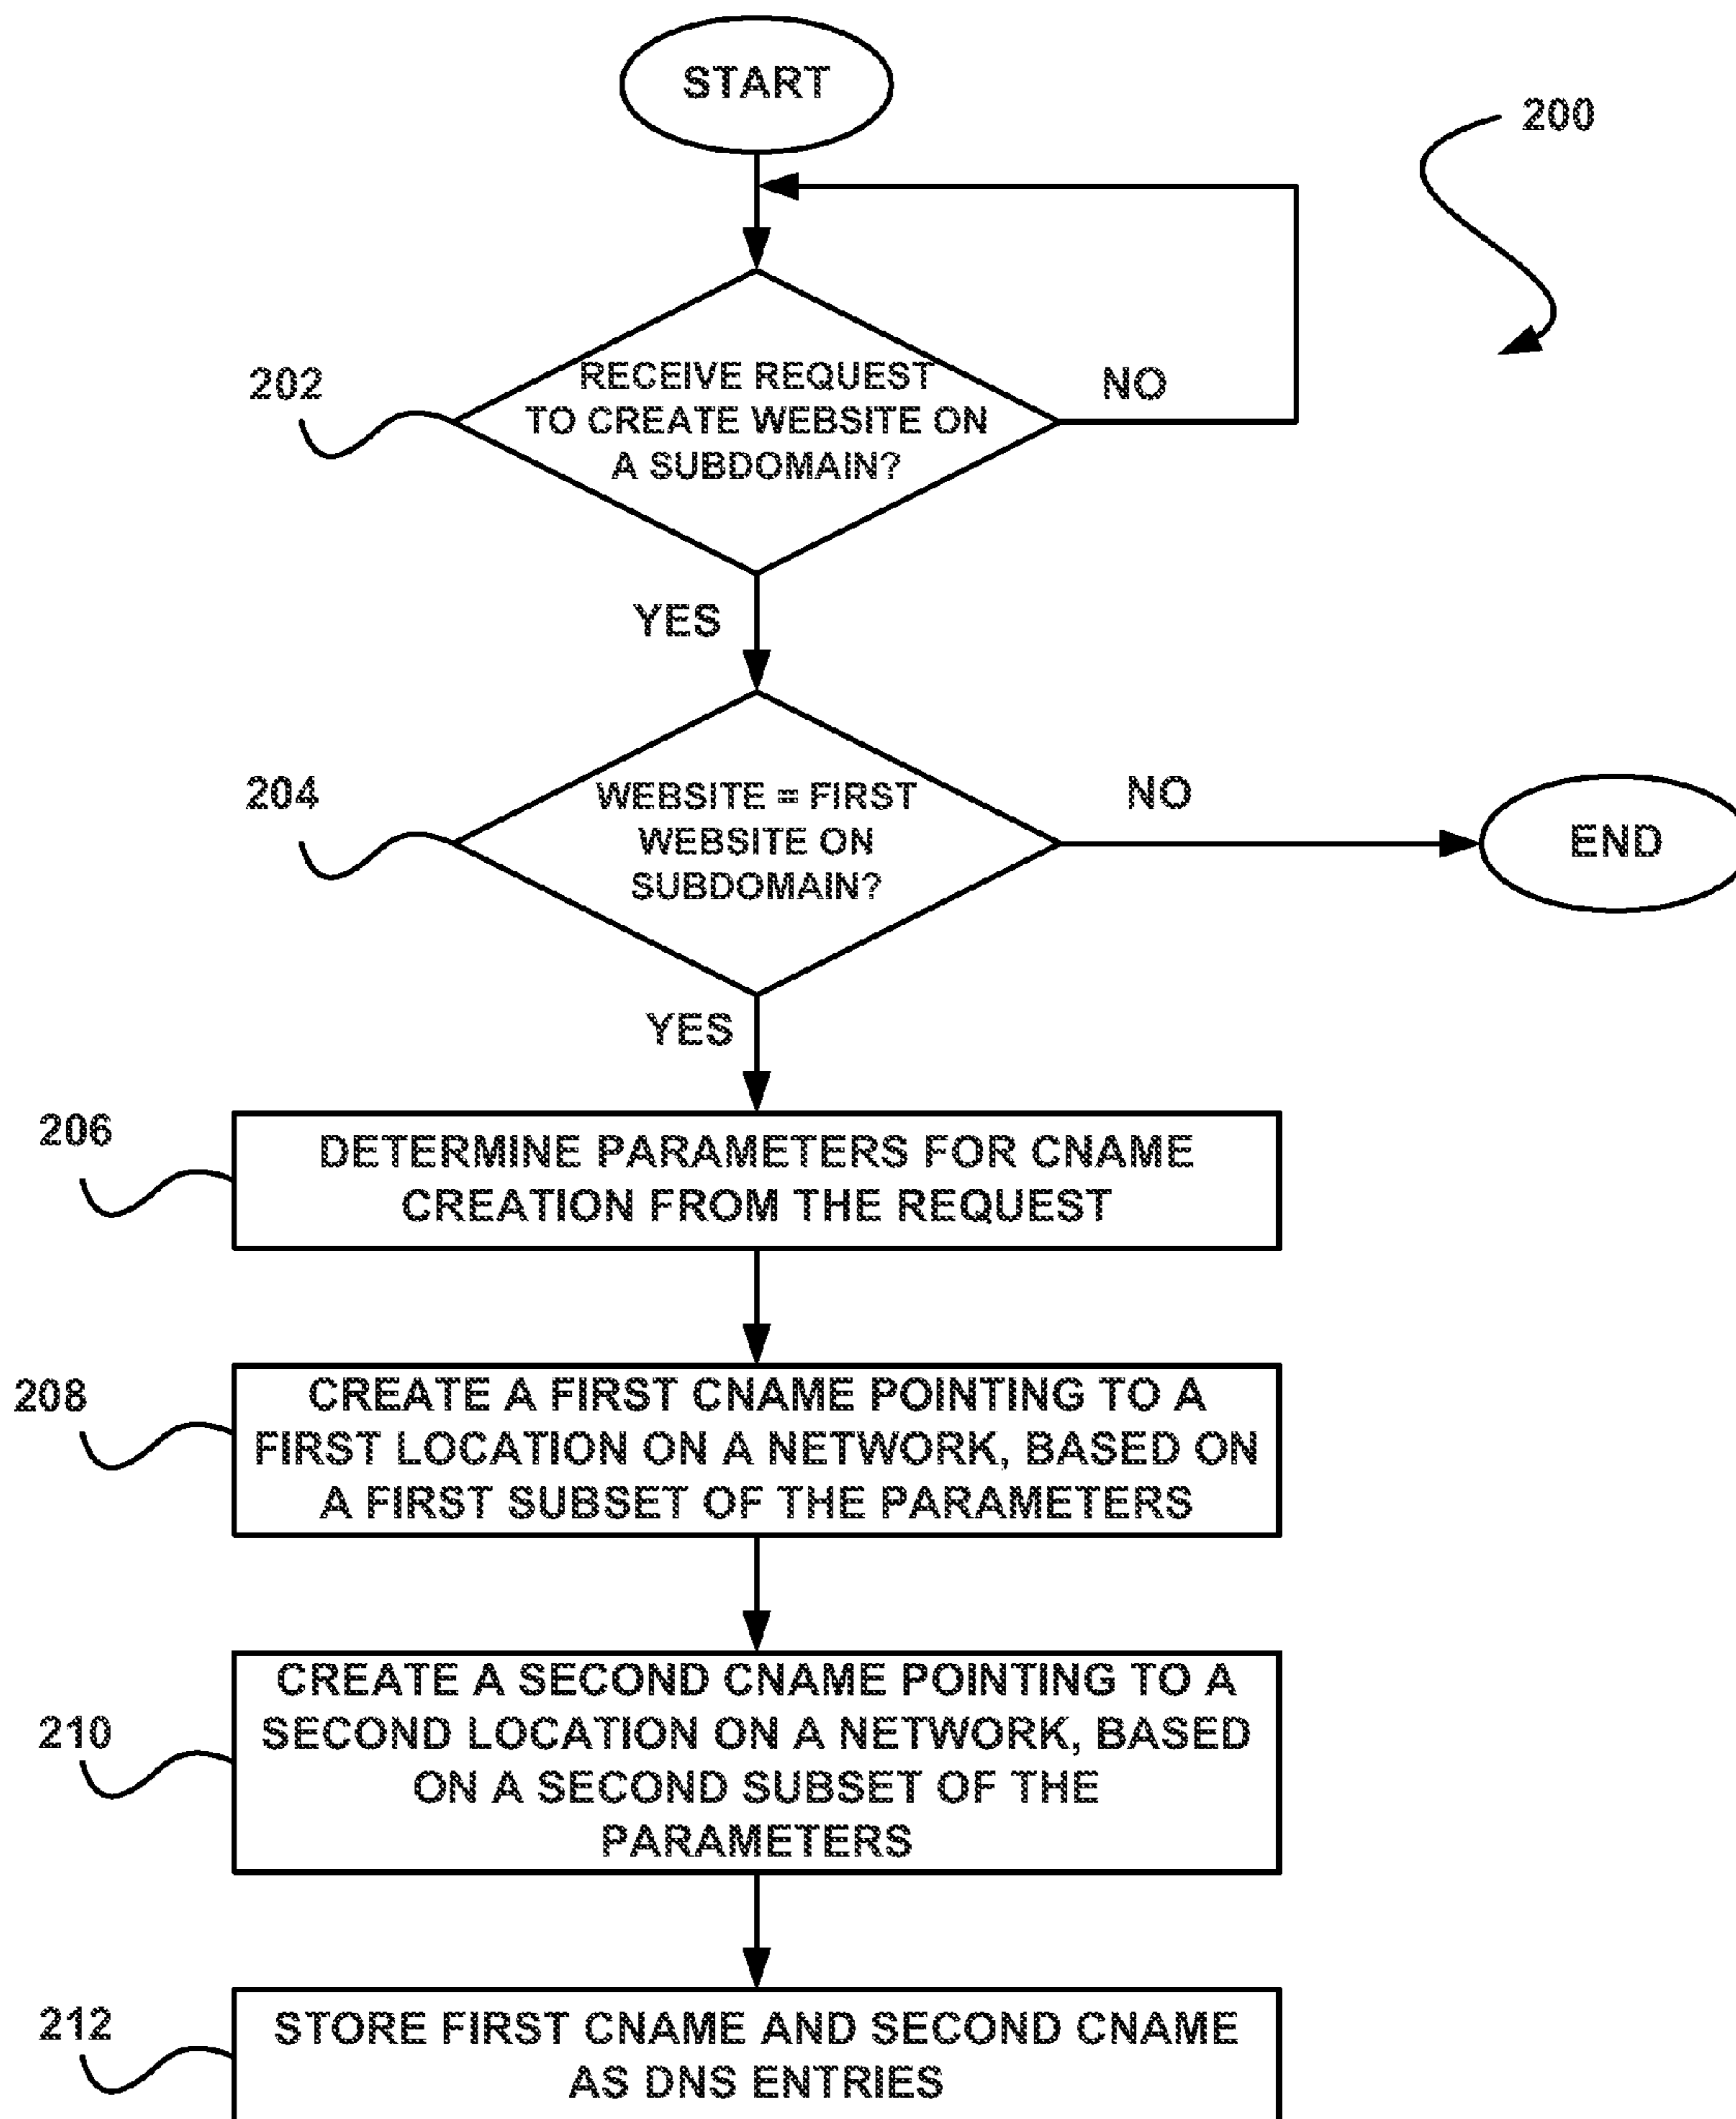 START
200
202
RECEIVE REQUEST
TO CREATE WEBSITE ON
A SUBDOMAIN?
NO
YES
204
WEBSITE = FIRST
WEBSITE ON
SUBDOMAIN?
NO
END
YES
206
DETERMINE PARAMETERS FOR CNAME
CREATION FROM THE REQUEST
208
CREATE A FIRST CNAME POINTING TO A
FIRST LOCATION ON A NETWORK, BASED ON
A FIRST SUBSET OF THE PARAMETERS
210
CREATE A SECOND CNAME POINTING TO A
SECOND LOCATION ON A NETWORK, BASED
ON A SECOND SUBSET OF THE
PARAMETERS
212
STORE FIRST CNAME AND SECOND CNAME
AS DNS ENTRIES